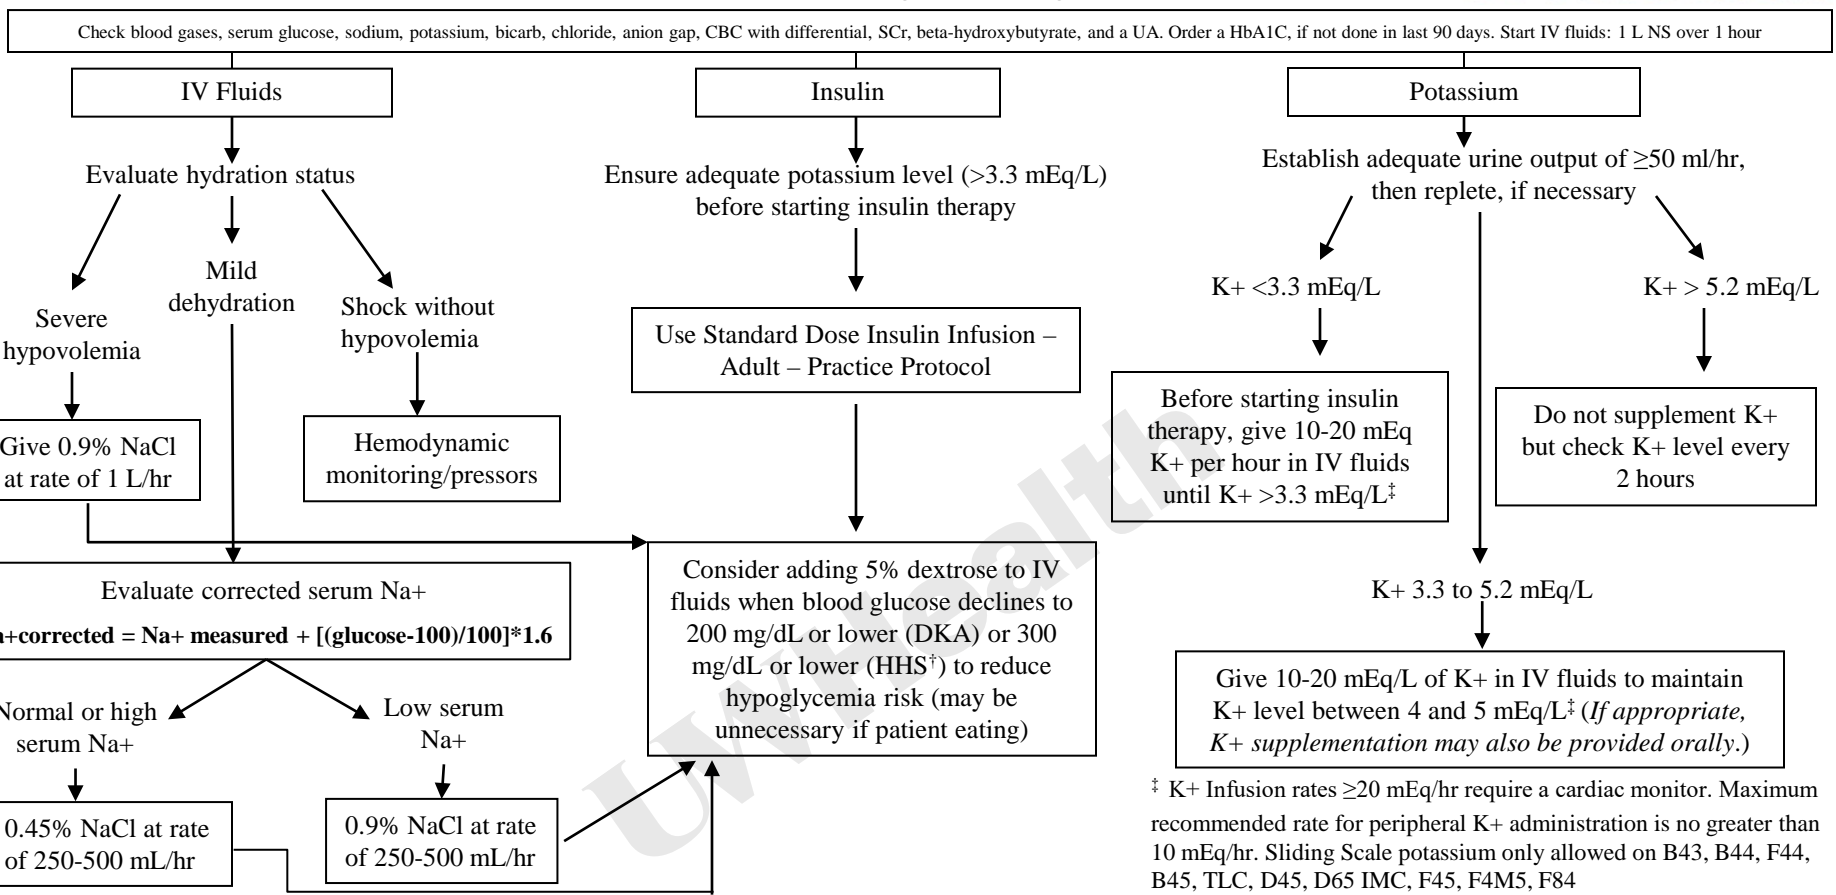 Check blood gases, serum glucose, sodium, potassium, bicarb, chloride, anion gap, CBC with differential, SCr, beta-hydroxybutyrate, and a UA. Order a HbA1C, if not done in last 90 days. Start IV fluids: 1 L NS over 1 hour
IV Fluids
Evaluate hydration status
Severe
hypovolemia
Mild
dehydration
Shock without
hypovolemia
Give 0.9% NaCl
at rate of 1 L/hr
Hemodynamic
monitoring/pressors
Evaluate corrected serum Na+
a+corrected = Na+ measured + [(glucose-100)/100]*1.6
Normal or high
serum Na+
Low serum
Na+
0.45% NaCl at rate
of 250-500 mL/hr
0.9% NaCl at rate
of 250-500 mL/hr
Insulin
Ensure adequate potassium level (>3.3 mEq/L)
before starting insulin therapy
Use Standard Dose Insulin Infusion –
Adult – Practice Protocol
Consider adding 5% dextrose to IV
fluids when blood glucose declines to
200 mg/dL or lower (DKA) or 300
mg/dL or lower (HHS†) to reduce
hypoglycemia risk (may be
unnecessary if patient eating)
Potassium
Establish adequate urine output of ≥50 ml/hr,
then replete, if necessary
K+ <3.3 mEq/L
K+ > 5.2 mEq/L
Before starting insulin
therapy, give 10-20 mEq
K+ per hour in IV fluids
until K+ >3.3 mEq/L‡
Do not supplement K+
but check K+ level every
2 hours
K+ 3.3 to 5.2 mEq/L
Give 10-20 mEq/L of K+ in IV fluids to maintain
K+ level between 4 and 5 mEq/L‡ (If appropriate,
K+ supplementation may also be provided orally.)
‡ K+ Infusion rates ≥20 mEq/hr require a cardiac monitor. Maximum
recommended rate for peripheral K+ administration is no greater than
10 mEq/hr. Sliding Scale potassium only allowed on B43, B44, F44,
B45, TLC, D45, D65 IMC, F45, F4M5, F84
UWHealth